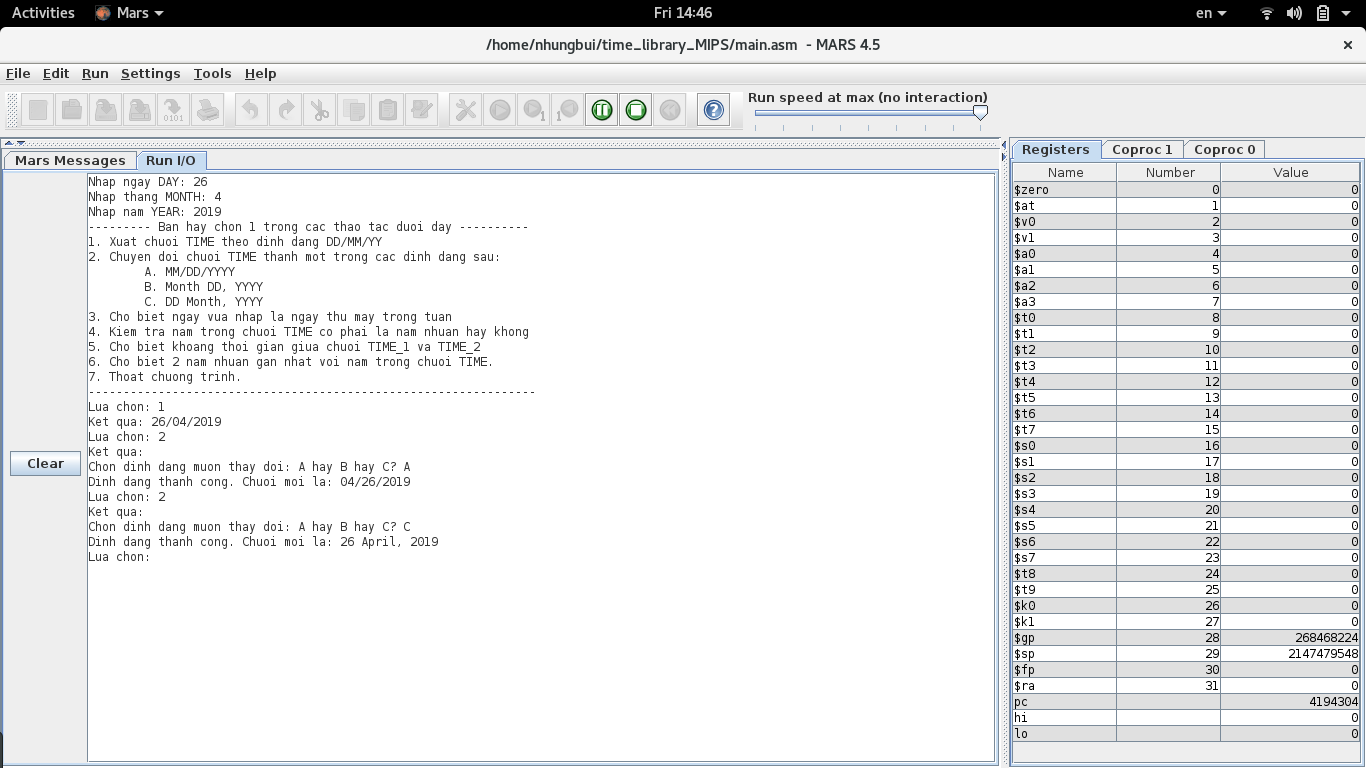 Activities Mars Fri 14:46 en
/home/nhungbui/time_library_MIPS/main.asm - MARS 4.5
File Edit Run Settings Tools Help
Run speed at max (no interaction)
Mars Messages Run I/O
Clear
Nhap ngay DAY: 26
Nhap thang MONTH: 4
Nhap nam YEAR: 2019
--------- Ban hay chon 1 trong cac thao tac duoi day ----------
1. Xuat chuoi TIME theo dinh dang DD/MM/YY
2. Chuyen doi chuoi TIME thanh mot trong cac dinh dang sau:
A. MM/DD/YYYY
B. Month DD, YYYY
C. DD Month, YYYY
3. Cho biet ngay vua nhap la ngay thu may trong tuan
4. Kiem tra nam trong chuoi TIME co phai la nam nhuan hay khong
5. Cho biet khoang thoi gian giua chuoi TIME_1 va TIME_2
6. Cho biet 2 nam nhuan gan nhat voi nam trong chuoi TIME.
7. Thoat chuong trinh.
----------------------------------------------------------------
Lua chon: 1
Ket qua: 26/04/2019
Lua chon: 2
Ket qua:
Chon dinh dang muon thay doi: A hay B hay C? A
Dinh dang thanh cong. Chuoi moi la: 04/26/2019
Lua chon: 2
Ket qua:
Chon dinh dang muon thay doi: A hay B hay C? C
Dinh dang thanh cong. Chuoi moi la: 26 April, 2019
Lua chon:
Registers Coproc 1 Coproc 0
Name Number Value
$zero 0 0
$at 1 0
$v0 2 0
$v1 3 0
$a0 4 0
$a1 5 0
$a2 6 0
$a3 7 0
$t0 8 0
$t1 9 0
$t2 10 0
$t3 11 0
$t4 12 0
$t5 13 0
$t6 14 0
$t7 15 0
$s0 16 0
$s1 17 0
$s2 18 0
$s3 19 0
$s4 20 0
$s5 21 0
$s6 22 0
$s7 23 0
$t8 24 0
$t9 25 0
$k0 26 0
$k1 27 0
$gp 28 268468224
$sp 29 2147479548
$fp 30 0
$ra 31 0
pc 4194304
hi 0
lo 0